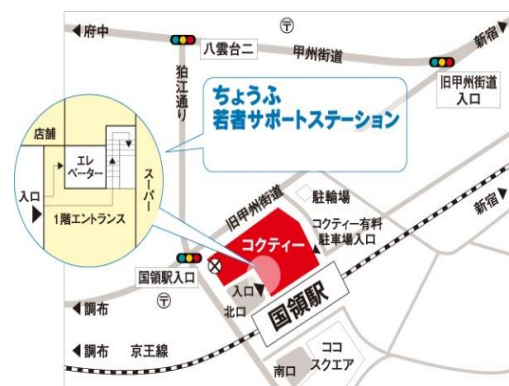 ◀府中
八雲台二
〒
甲州街道
新宿▶
旧甲州街道
入口
狛江通り
ちょうふ
若者サポートステーション
店舗
エレ
ベーター
スーパー
入口
1階エントランス
旧甲州街道
駐輪場
コクティー有料
駐車場入口
新宿▶
コクティー
国領駅入口
〒
入口
北口
国領駅
◀調布
◀調布
京王線
南口
ココ
スクエア